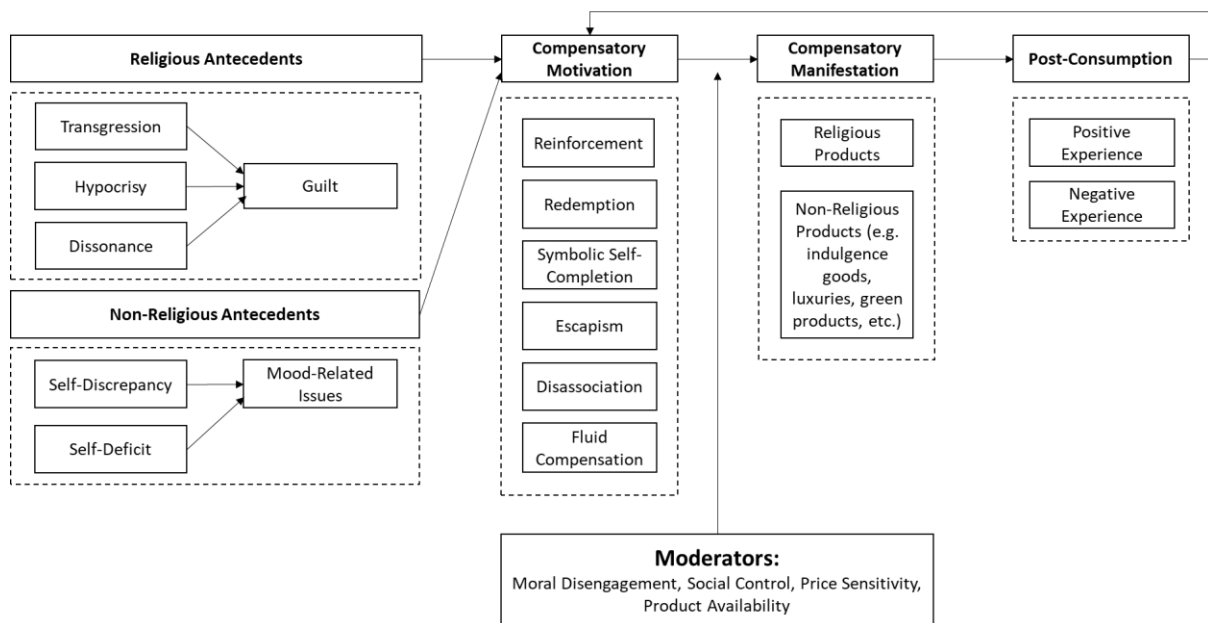 Religious Antecedents
Transgression
Hypocrisy
Dissonance
Guilt
Non-Religious Antecedents
Self-Discrepancy
Self-Deficit
Mood-Related
Issues
Compensatory
Motivation
Reinforcement
Redemption
Symbolic Self-
Completion
Escapism
Disassociation
Fluid
Compensation
Compensatory
Manifestation
Religious
Products
Non-Religious
Products (e.g.
indulgence
goods,
luxuries, green
products, etc.)
Post-Consumption
Positive
Experience
Negative
Experience
Moderators:
Moral Disengagement, Social Control, Price Sensitivity,
Product Availability